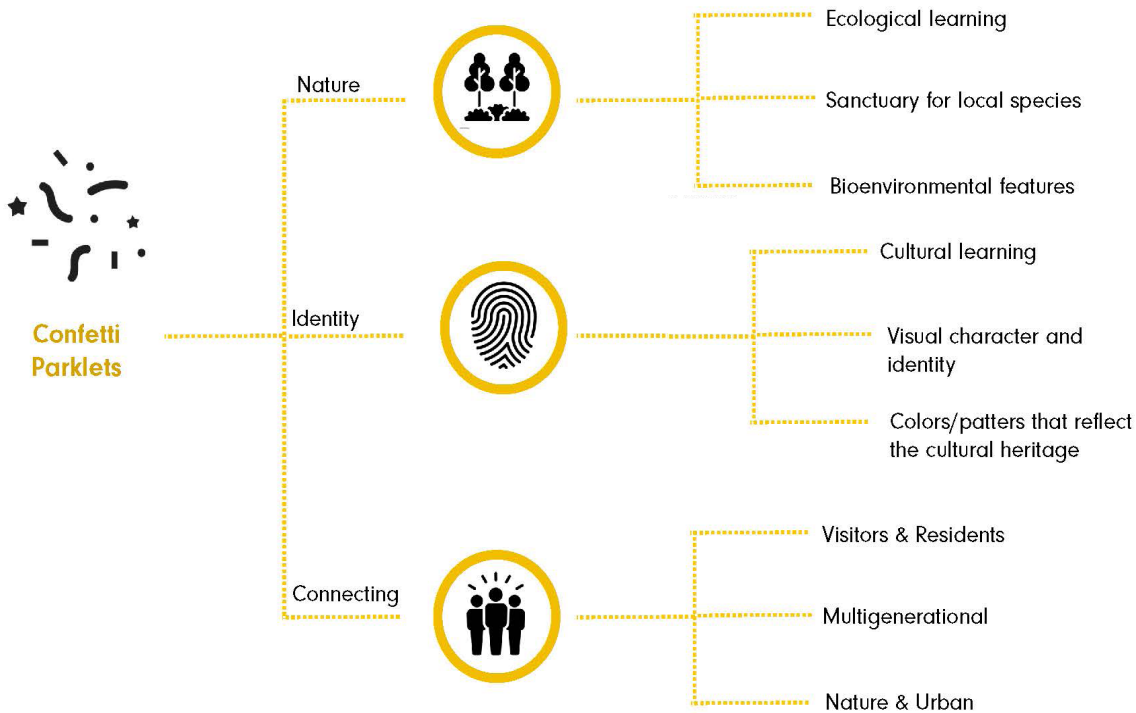 Confetti
Parklets
Nature
Ecological learning
Sanctuary for local species
Bioenvironmental features
Identity
Cultural learning
Visual character and
identity
Colors/patters that reflect
the cultural heritage
Connecting
Visitors & Residents
Multigenerational
Nature & Urban